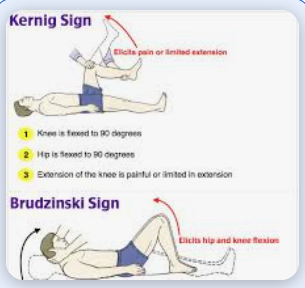 Kernig Sign
Elicits pain or limited extension
1 Knee is flexed to 90 degrees
2 Hip is flexed to 90 degrees
3 Extension of the knee is painful or limited in extension
Brudzinski Sign
Elicits hip and knee flexion